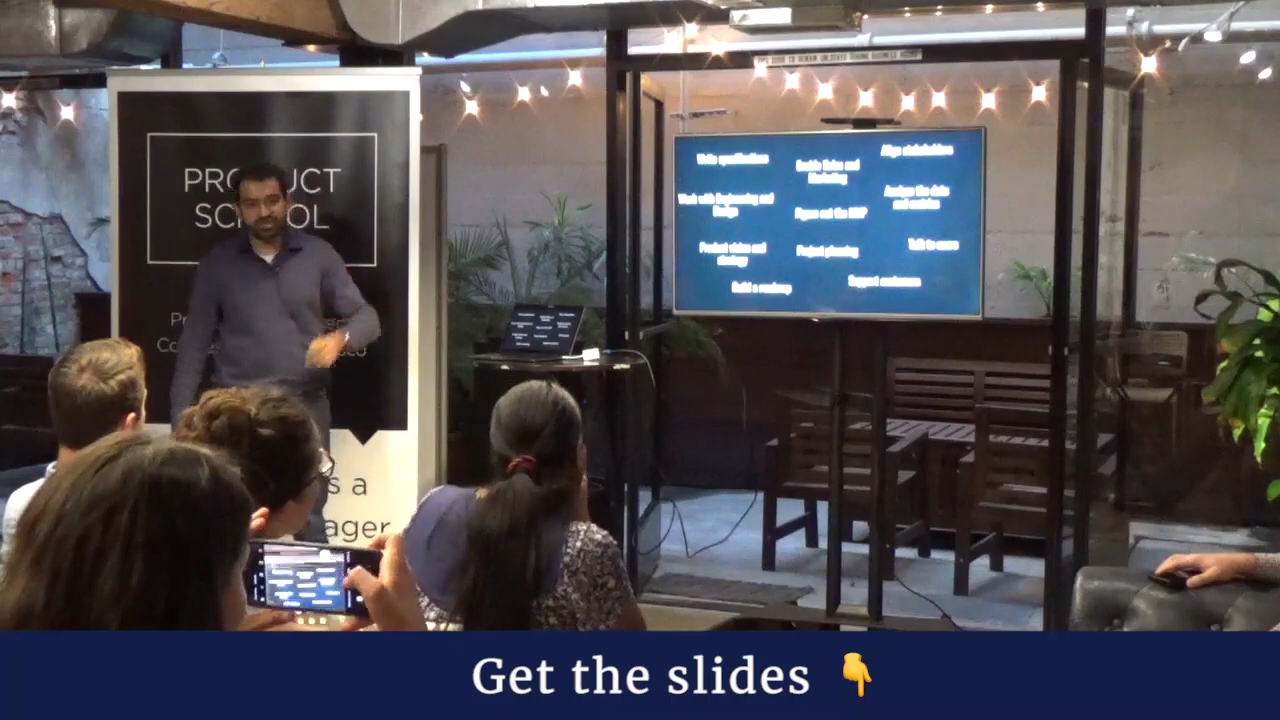 PRODUCT
SCHOOL
s a
ager
Write specifications
Enable Sales and
Marketing
Align stakeholders
Work with Engineering and
Design
Figure out the MVP
Analyze the data
and metrics
Product vision and
strategy
Project planning
Talk to users
Build a roadmap
Support customers
Get the slides 👇